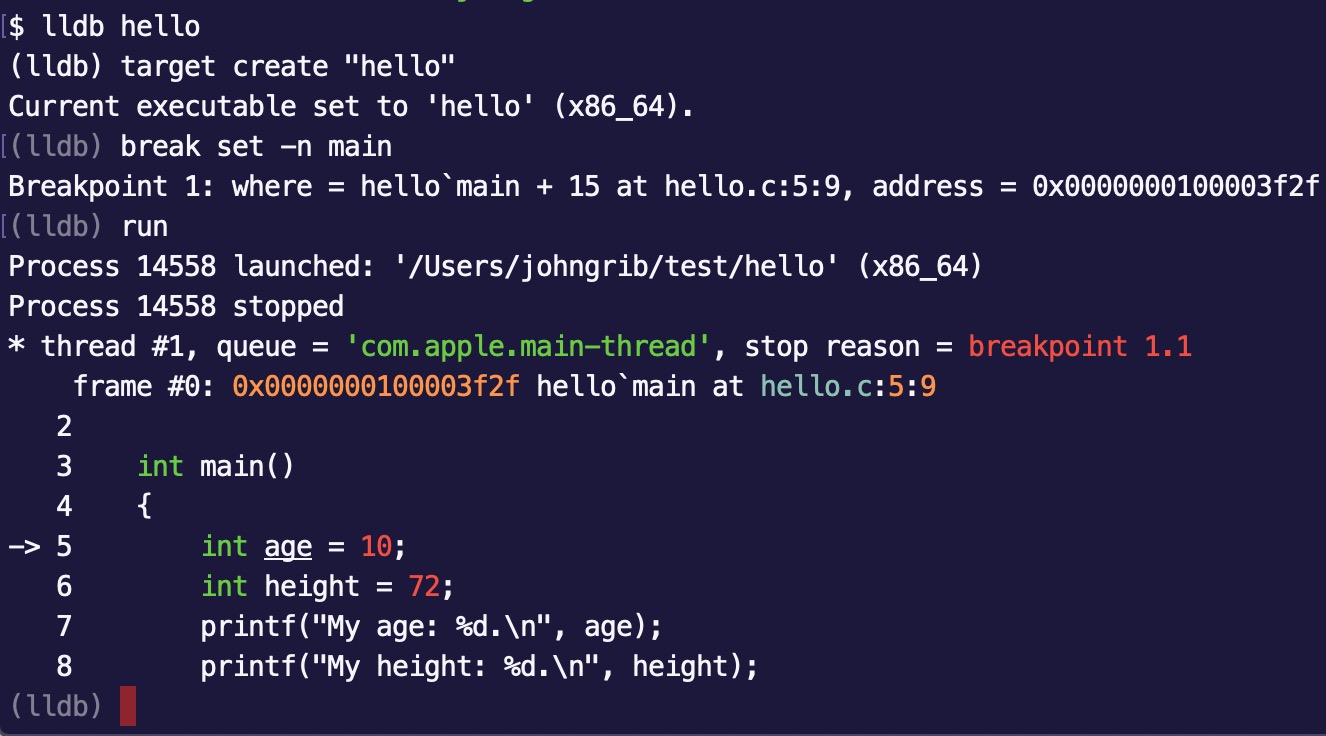 [$ lldb hello
(lldb) target create "hello"
Current executable set to 'hello' (x86_64).
[(lldb) break set -n main
Breakpoint 1: where = hello`main + 15 at hello.c:5:9, address = 0x0000000100003f2f
[(lldb) run
Process 14558 launched: '/Users/johngrib/test/hello' (x86_64)
Process 14558 stopped
* thread #1, queue = 'com.apple.main-thread', stop reason = breakpoint 1.1
    frame #0: 0x0000000100003f2f hello`main at hello.c:5:9
   2
   3    int main()
   4    {
-> 5        int age = 10;
   6        int height = 72;
   7        printf("My age: %d.\n", age);
   8        printf("My height: %d.\n", height);
(lldb)